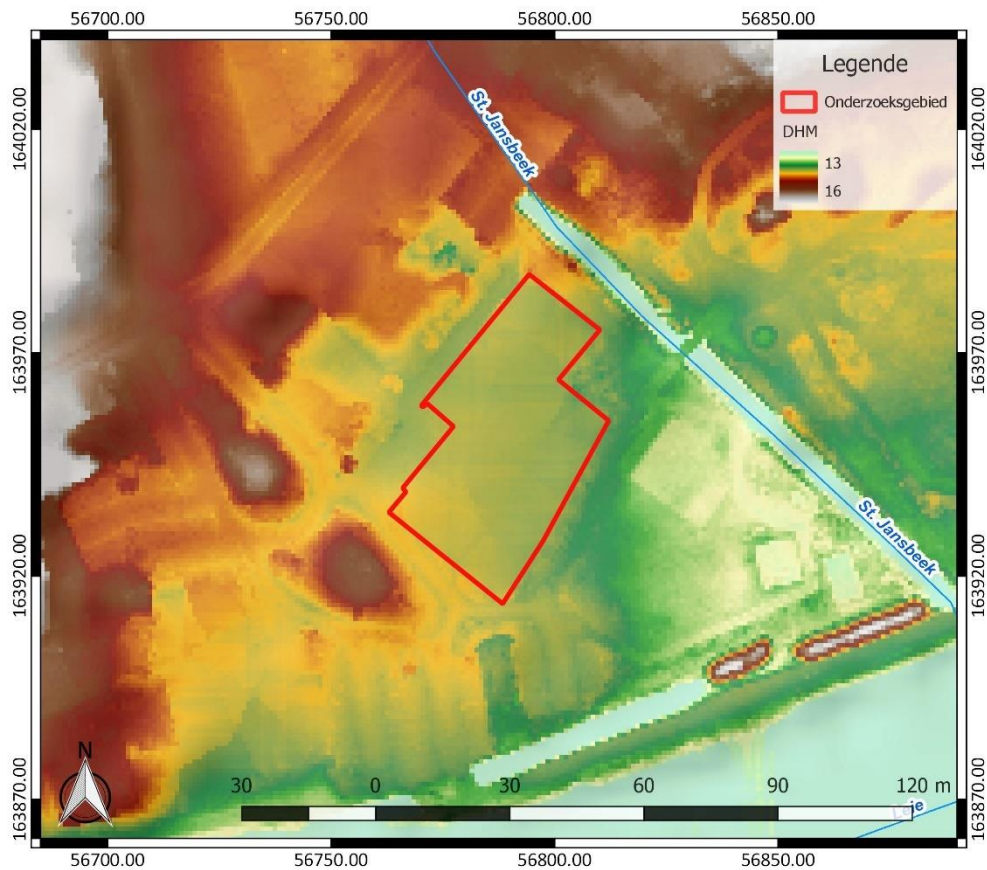 56700.00 56750.00 56800.00 56850.00
Legende
Onderzoeksgebied
DHM
13
16
St. Jansbeek
164020.00 164020.00
163970.00 163970.00
St. Jansbeek
163920.00 163920.00
N
30 0 30 60 90 120 m
163870.00 163870.00
Leie
56700.00 56750.00 56800.00 56850.00